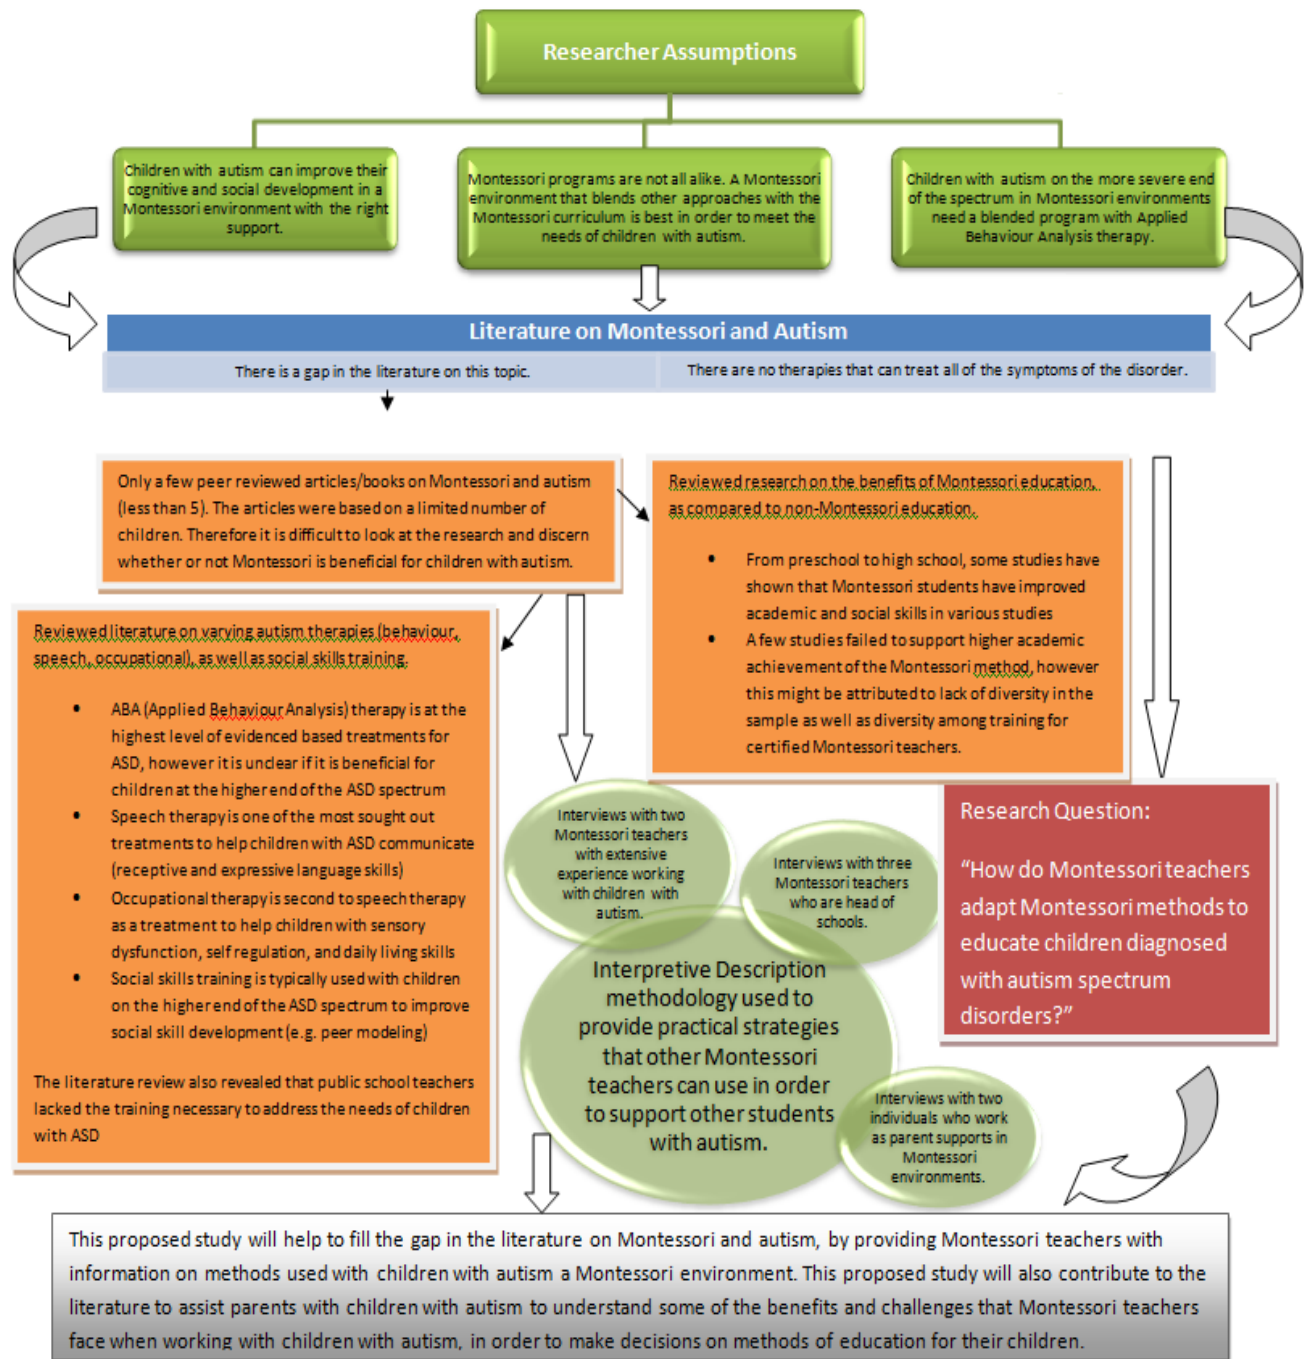 Researcher Assumptions
Children with autism can improve their
cognitive and social development in a
Montessori environment with the right
support.
Montessori programs are not all alike. A Montessori
environment that blends other approaches with the
Montessori curriculum is best in order to meet the
needs of children with autism.
Children with autism on the more severe end
of the spectrum in Montessori environments
need a blended program with Applied
Behaviour Analysis therapy.
Literature on Montessori and Autism
There is a gap in the literature on this topic.
There are no therapies that can treat all of the symptoms of the disorder.
Only a few peer reviewed articles/books on Montessori and autism
(less than 5). The articles were based on a limited number of
children. Therefore it is difficult to look at the research and discern
whether or not Montessori is beneficial for children with autism.
Reviewed research on the benefits of Montessori education,
as compared to non-Montessori education.
• From preschool to high school, some studies have
shown that Montessori students have improved
academic and social skills in various studies
• A few studies failed to support higher academic
achievement of the Montessori method, however
this might be attributed to lack of diversity in the
sample as well as diversity among training for
certified Montessori teachers.
Reviewed literature on varying autism therapies (behaviour,
speech, occupational), as well as social skills training.
• ABA (Applied Behaviour Analysis) therapy is at the
highest level of evidenced based treatments for
ASD, however it is unclear if it is beneficial for
children at the higher end of the ASD spectrum
• Speech therapy is one of the most sought out
treatments to help children with ASD communicate
(receptive and expressive language skills)
• Occupational therapy is second to speech therapy
as a treatment to help children with sensory
dysfunction, self regulation, and daily living skills
• Social skills training is typically used with children
on the higher end of the ASD spectrum to improve
social skill development (e.g. peer modeling)
The literature review also revealed that public school teachers
lacked the training necessary to address the needs of children
with ASD
Interviews with two
Montessori teachers
with extensive
experience working
with children with
autism.
Interviews with three
Montessori teachers
who are head of
schools.
Interpretive Description
methodology used to
provide practical strategies
that other Montessori
teachers can use in order
to support other students
with autism.
Interviews with two
individuals who work
as parent supports in
Montessori
environments.
Research Question:
“How do Montessori teachers
adapt Montessori methods to
educate children diagnosed
with autism spectrum
disorders?”
This proposed study will help to fill the gap in the literature on Montessori and autism, by providing Montessori teachers with
information on methods used with children with autism a Montessori environment. This proposed study will also contribute to the
literature to assist parents with children with autism to understand some of the benefits and challenges that Montessori teachers
face when working with children with autism, in order to make decisions on methods of education for their children.